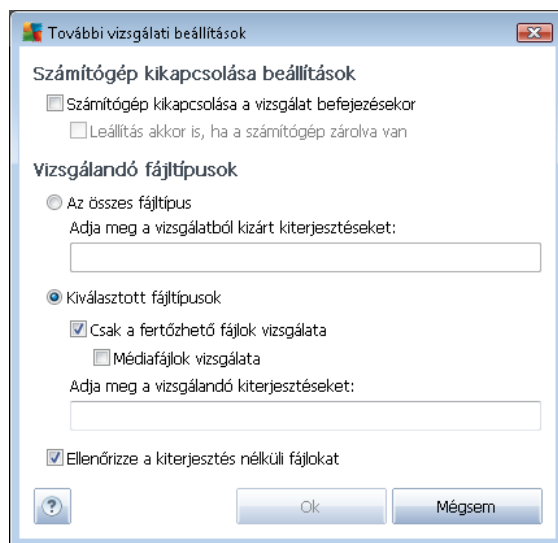 További vizsgálati beállítások
Számítógép kikapcsolása beállítások
Számítógép kikapcsolása a vizsgálat befejezésekor
Leállítás akkor is, ha a számítógép zárolva van
Vizsgálandó fájltípusok
Az összes fájltípus
Adja meg a vizsgálatból kizárt kiterjesztéseket:
Kiválasztott fájltípusok
Csak a fertőzhető fájlok vizsgálata
Médiafájlok vizsgálata
Adja meg a vizsgálandó kiterjesztéseket:
Ellenőrizze a kiterjesztés nélküli fájlokat
? Ok Mégsem